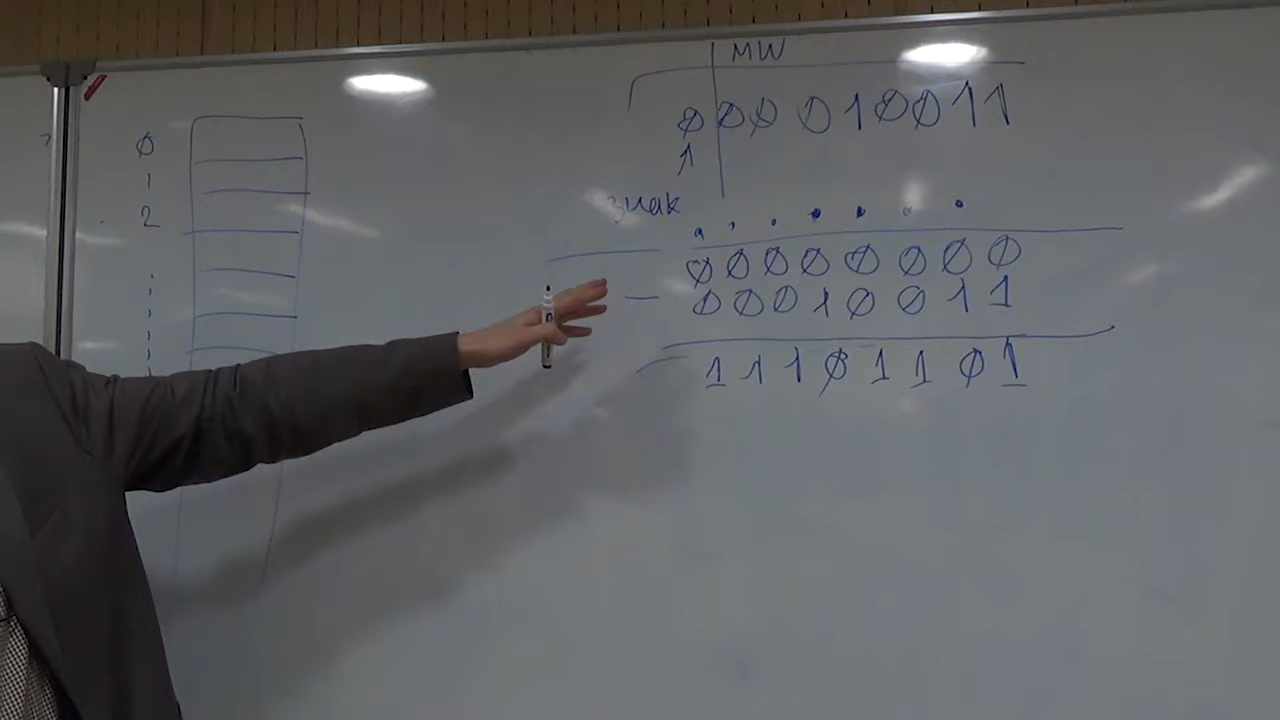 MW
0 0 0 0 1 0 0 1 1
знак
0
1
2
0 0 0 0 0 0 0 0
0 0 0 1 0 0 1 1
1 1 1 0 1 1 0 1